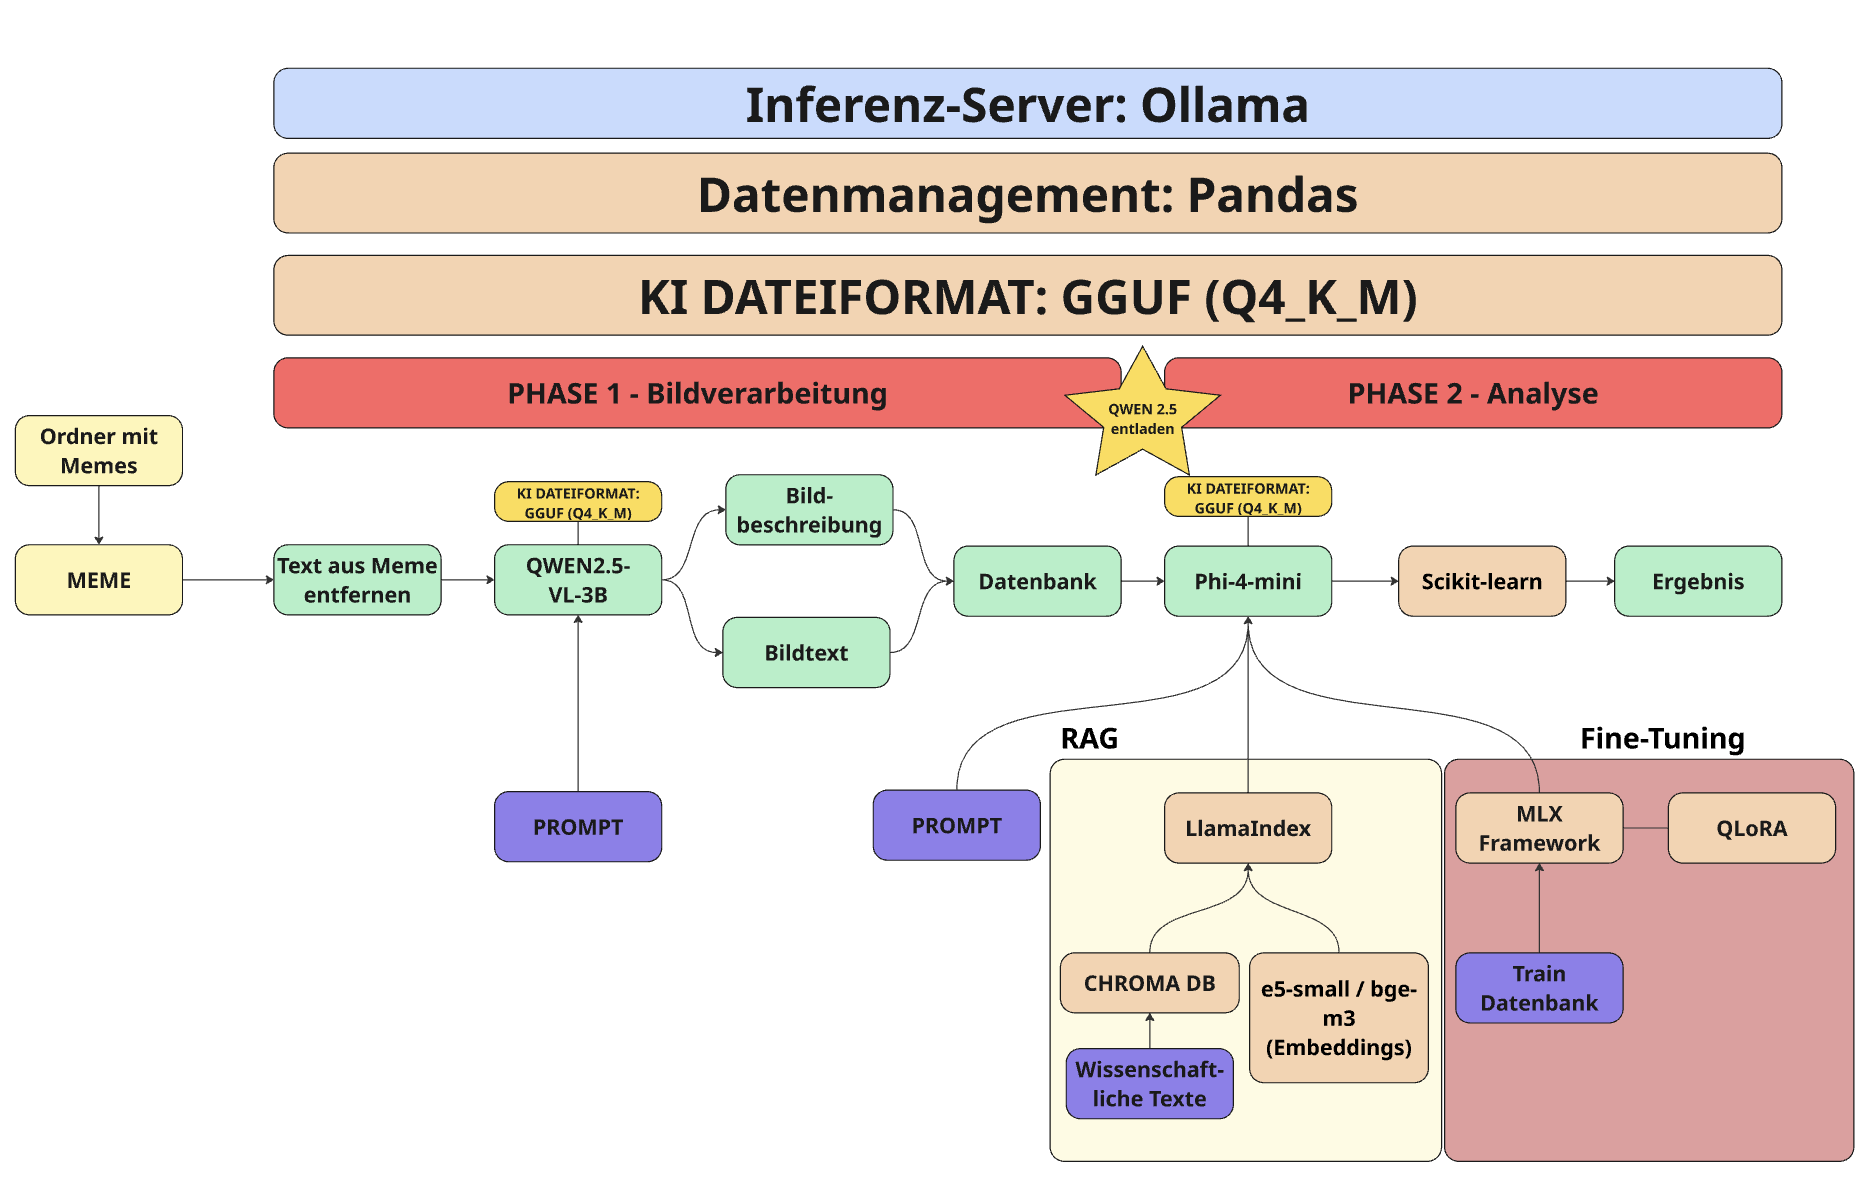 Inferenz-Server: Ollama
Datenmanagement: Pandas
KI DATEIFORMAT: GGUF (Q4_K_M)
PHASE 1 - Bildverarbeitung
QWEN 2.5
entladen
PHASE 2 - Analyse
Ordner mit
Memes
MEME
Text aus Meme
entfernen
KI DATEIFORMAT:
GGUF (Q4_K_M)
QWEN2.5-
VL-3B
Bild-
beschreibung
Bildtext
Datenbank
KI DATEIFORMAT:
GGUF (Q4_K_M)
Phi-4-mini
Scikit-learn
Ergebnis
PROMPT
PROMPT
RAG
LlamaIndex
CHROMA DB
e5-small / bge-
m3
(Embeddings)
Wissenschaft-
liche Texte
Fine-Tuning
MLX
Framework
QLoRA
Train
Datenbank